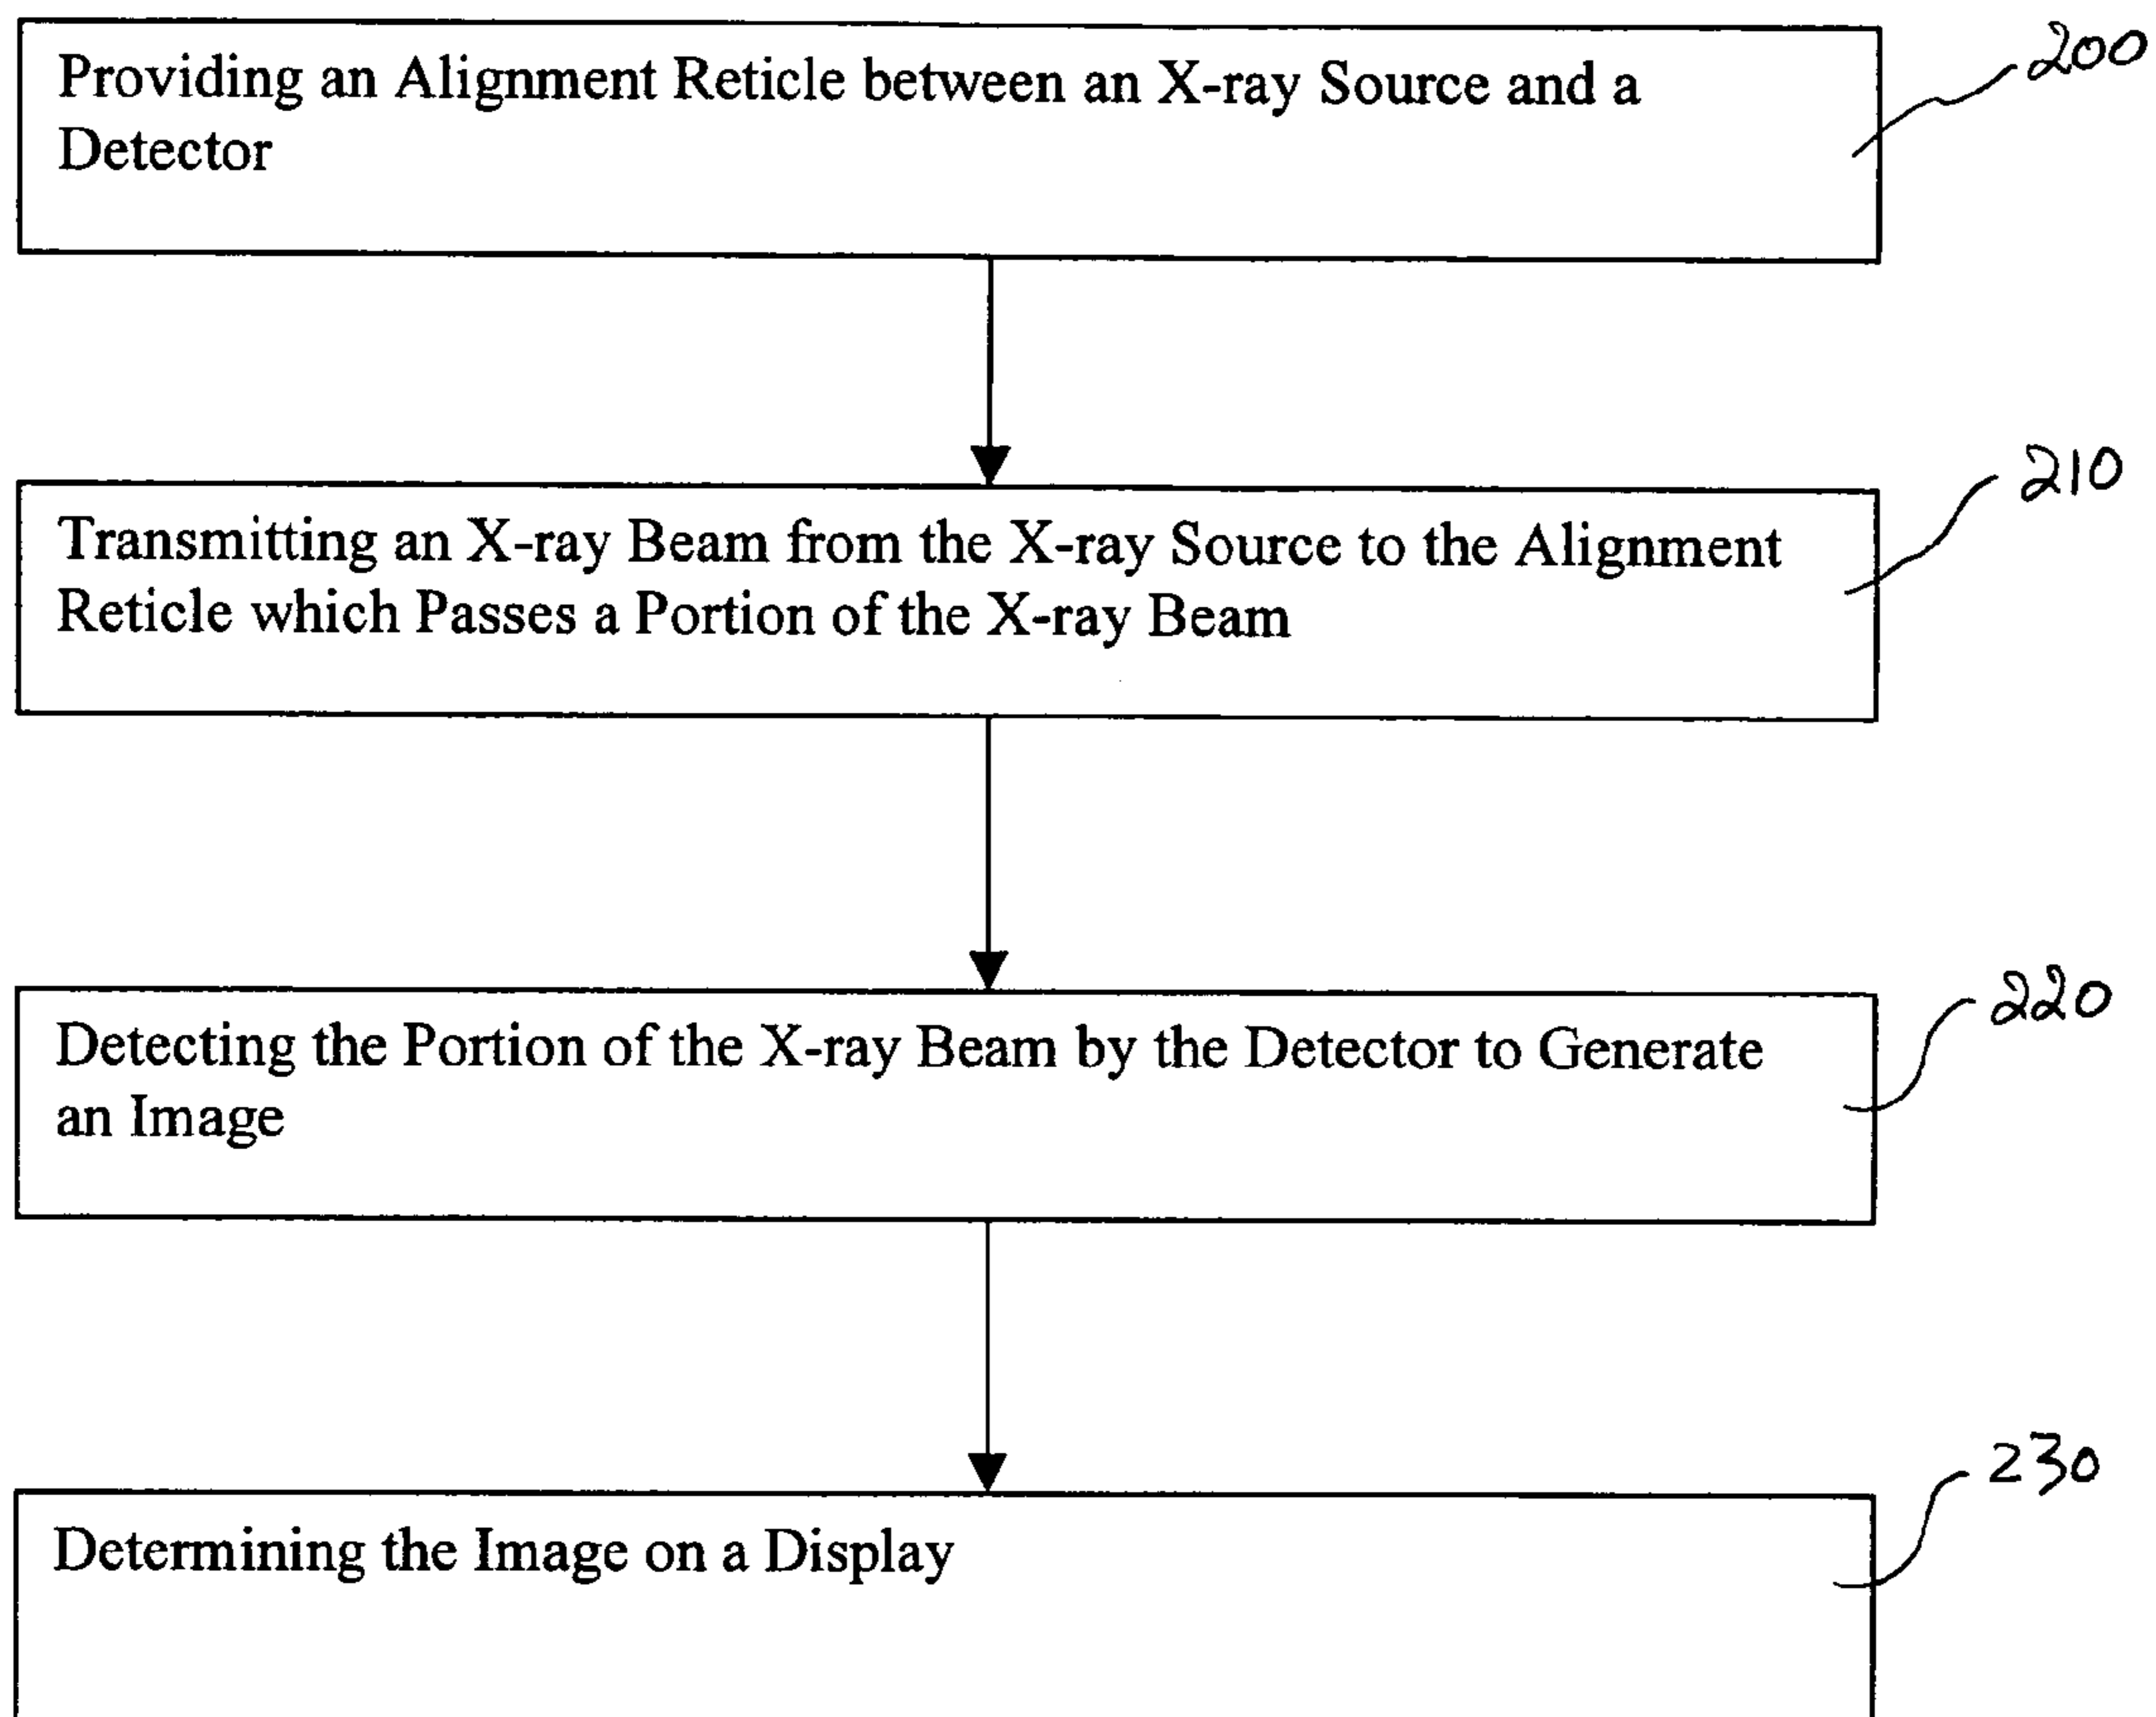 Providing an Alignment Reticle between an X-ray Source and a
Detector
200
Transmitting an X-ray Beam from the X-ray Source to the Alignment
Reticle which Passes a Portion of the X-ray Beam
210
Detecting the Portion of the X-ray Beam by the Detector to Generate
an Image
220
Determining the Image on a Display
230